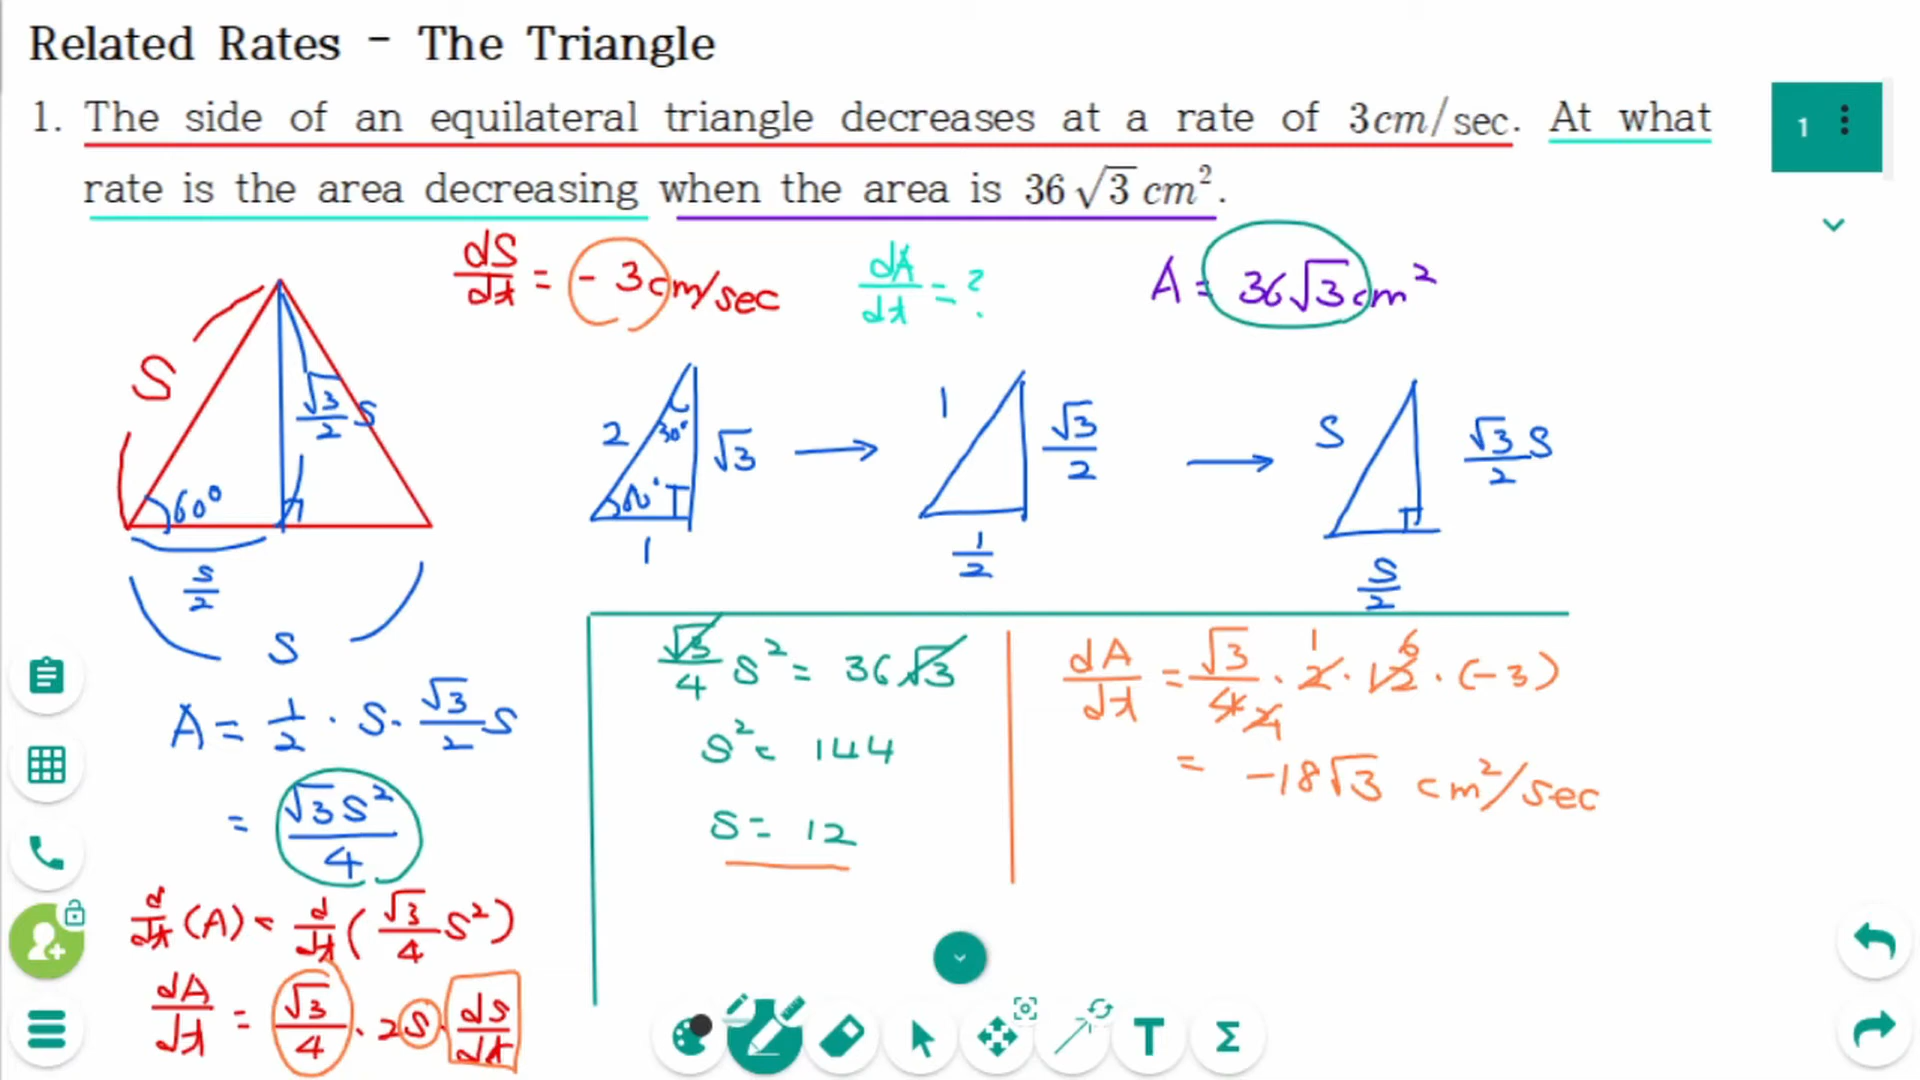 Related Rates - The Triangle
1. The side of an equilateral triangle decreases at a rate of 3cm/sec. At what
rate is the area decreasing when the area is 36√3 cm².
1
dS/dt = -3cm/sec
dA/dt = ?
A = 36√3 cm²
S
√3/2 S
60°
S/2
S
2
30°
√3
60°
1
→
1
√3/2
1/2
→
S
√3/2 S
S/2
A = 1/2 · S · √3/2 S
= √3S²/4
d/dt (A) = d/dt (√3/4 S²)
dA/dt = √3/4 · 2S · dS/dt
√3/4 S² = 36√3
S² = 144
S = 12
dA/dt = √3/4 2 · 2 1 · 12 6 · (-3)
= -18√3 cm²/sec
T
Σ